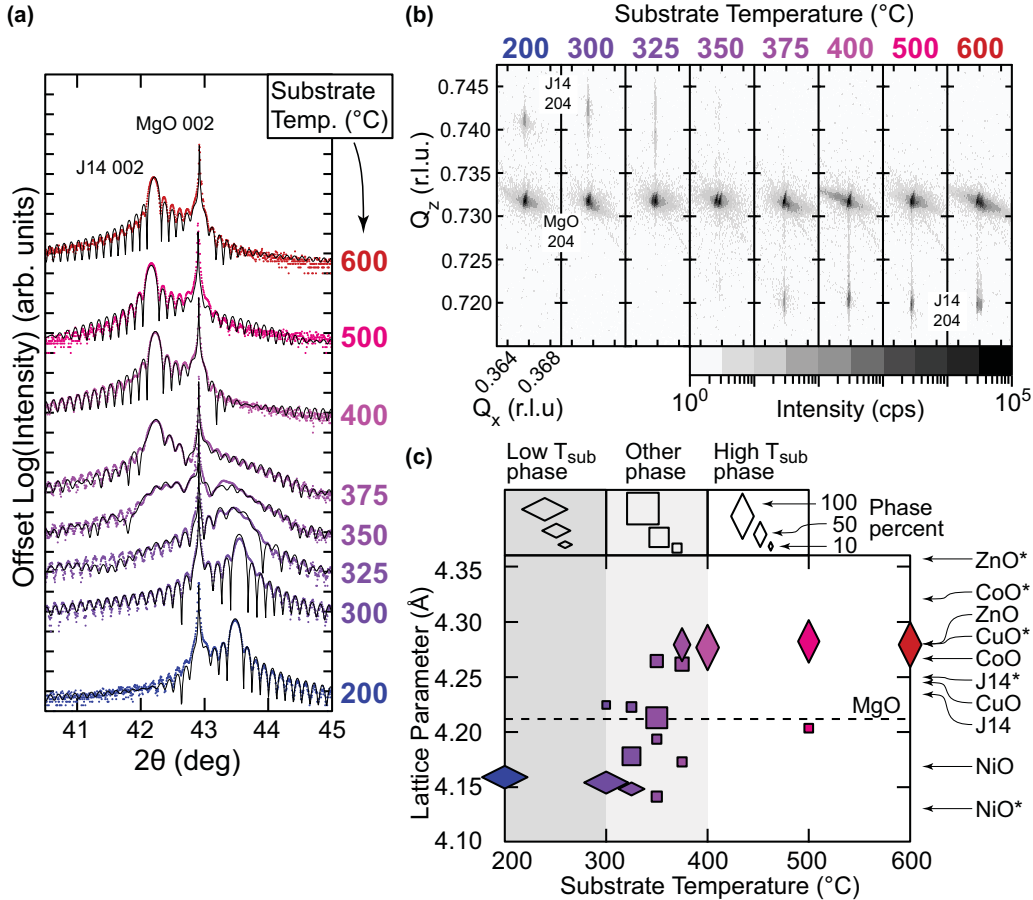 (a)
Substrate
Temp. (°C)
MgO 002
J14 002
600
500
400
375
350
325
300
200
Offset Log(Intensity) (arb. units)
41 42 43 44 45
2θ (deg)
(b)
Substrate Temperature (°C)
200 300 325 350 375 400 500 600
0.745
0.740
0.735
0.730
0.725
0.720
Q_z (r.l.u.)
J14
204
MgO
204
J14
204
0.364
0.368
Q_x (r.l.u)
10^0 Intensity (cps) 10^5
(c)
Low T_sub phase
Other phase
High T_sub phase
100
50
10
Phase
percent
4.35
4.30
4.25
4.20
4.15
4.10
Lattice Parameter (Å)
MgO
ZnO*
CoO*
ZnO
CuO*
CoO
J14*
CuO
J14
NiO
NiO*
200 300 400 500 600
Substrate Temperature (°C)